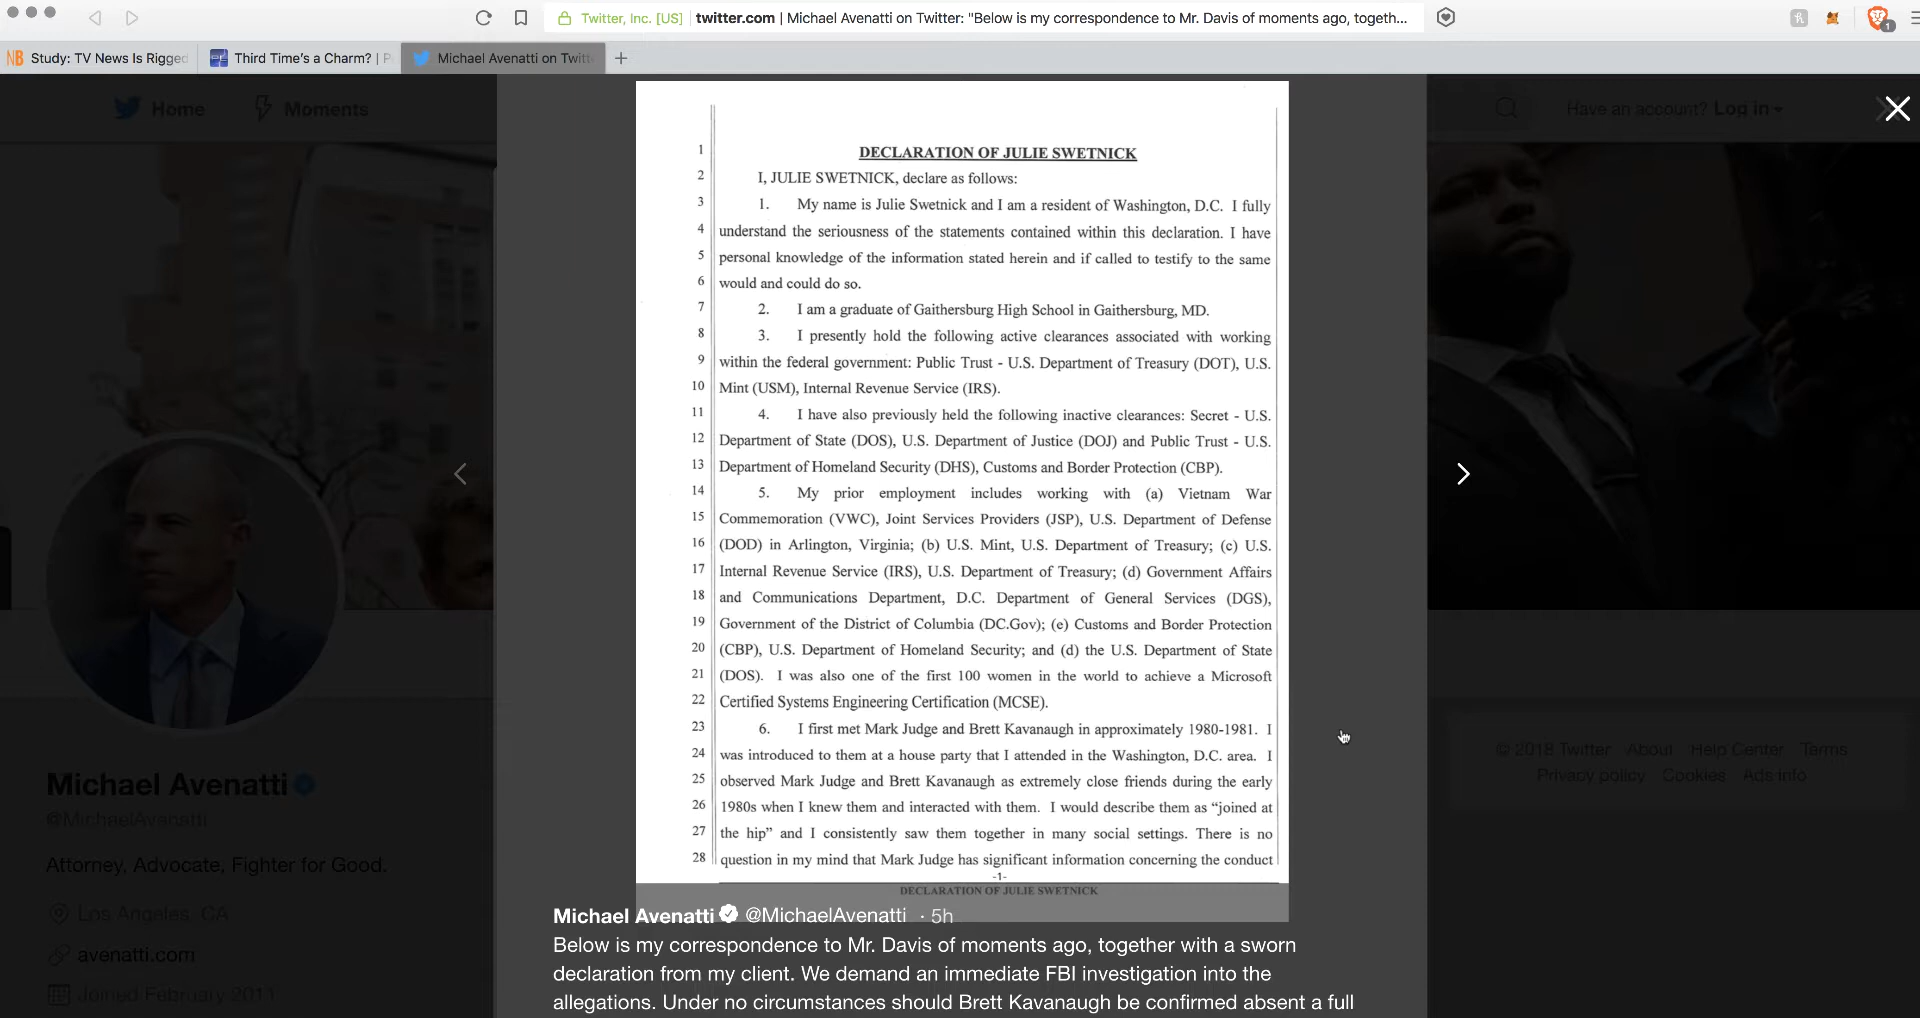 Twitter, Inc. [US] | twitter.com | Michael Avenatti on Twitter: "Below is my correspondence to Mr. Davis of moments ago, togeth...
1
NB Study: TV News Is Rigged
Third Time's a Charm? | P
Michael Avenatti on Twitt
Home
Moments
Have an account? Log in
1 DECLARATION OF JULIE SWETNICK
2 I, JULIE SWETNICK, declare as follows:
3 1. My name is Julie Swetnick and I am a resident of Washington, D.C. I fully
4 understand the seriousness of the statements contained within this declaration. I have
5 personal knowledge of the information stated herein and if called to testify to the same
6 would and could do so.
7 2. I am a graduate of Gaithersburg High School in Gaithersburg, MD.
8 3. I presently hold the following active clearances associated with working
9 within the federal government: Public Trust - U.S. Department of Treasury (DOT), U.S.
10 Mint (USM), Internal Revenue Service (IRS).
11 4. I have also previously held the following inactive clearances: Secret - U.S.
12 Department of State (DOS), U.S. Department of Justice (DOJ) and Public Trust - U.S.
13 Department of Homeland Security (DHS), Customs and Border Protection (CBP).
14 5. My prior employment includes working with (a) Vietnam War
15 Commemoration (VWC), Joint Services Providers (JSP), U.S. Department of Defense
16 (DOD) in Arlington, Virginia; (b) U.S. Mint, U.S. Department of Treasury; (c) U.S.
17 Internal Revenue Service (IRS), U.S. Department of Treasury; (d) Government Affairs
18 and Communications Department, D.C. Department of General Services (DGS),
19 Government of the District of Columbia (DC.Gov); (e) Customs and Border Protection
20 (CBP), U.S. Department of Homeland Security; and (d) the U.S. Department of State
21 (DOS). I was also one of the first 100 women in the world to achieve a Microsoft
22 Certified Systems Engineering Certification (MCSE).
23 6. I first met Mark Judge and Brett Kavanaugh in approximately 1980-1981. I
24 was introduced to them at a house party that I attended in the Washington, D.C. area. I
25 observed Mark Judge and Brett Kavanaugh as extremely close friends during the early
26 1980s when I knew them and interacted with them. I would describe them as “joined at
27 the hip” and I consistently saw them together in many social settings. There is no
28 question in my mind that Mark Judge has significant information concerning the conduct
-1-
DECLARATION OF JULIE SWETNICK
Michael Avenatti @MichaelAvenatti · 5h
Below is my correspondence to Mr. Davis of moments ago, together with a sworn
declaration from my client. We demand an immediate FBI investigation into the
allegations. Under no circumstances should Brett Kavanaugh be confirmed absent a full
Michael Avenatti
@MichaelAvenatti
Attorney, Advocate, Fighter for Good.
Los Angeles, CA
avenatti.com
Joined February 2011
© 2018 Twitter About Help Center Terms
Privacy policy Cookies Ads info